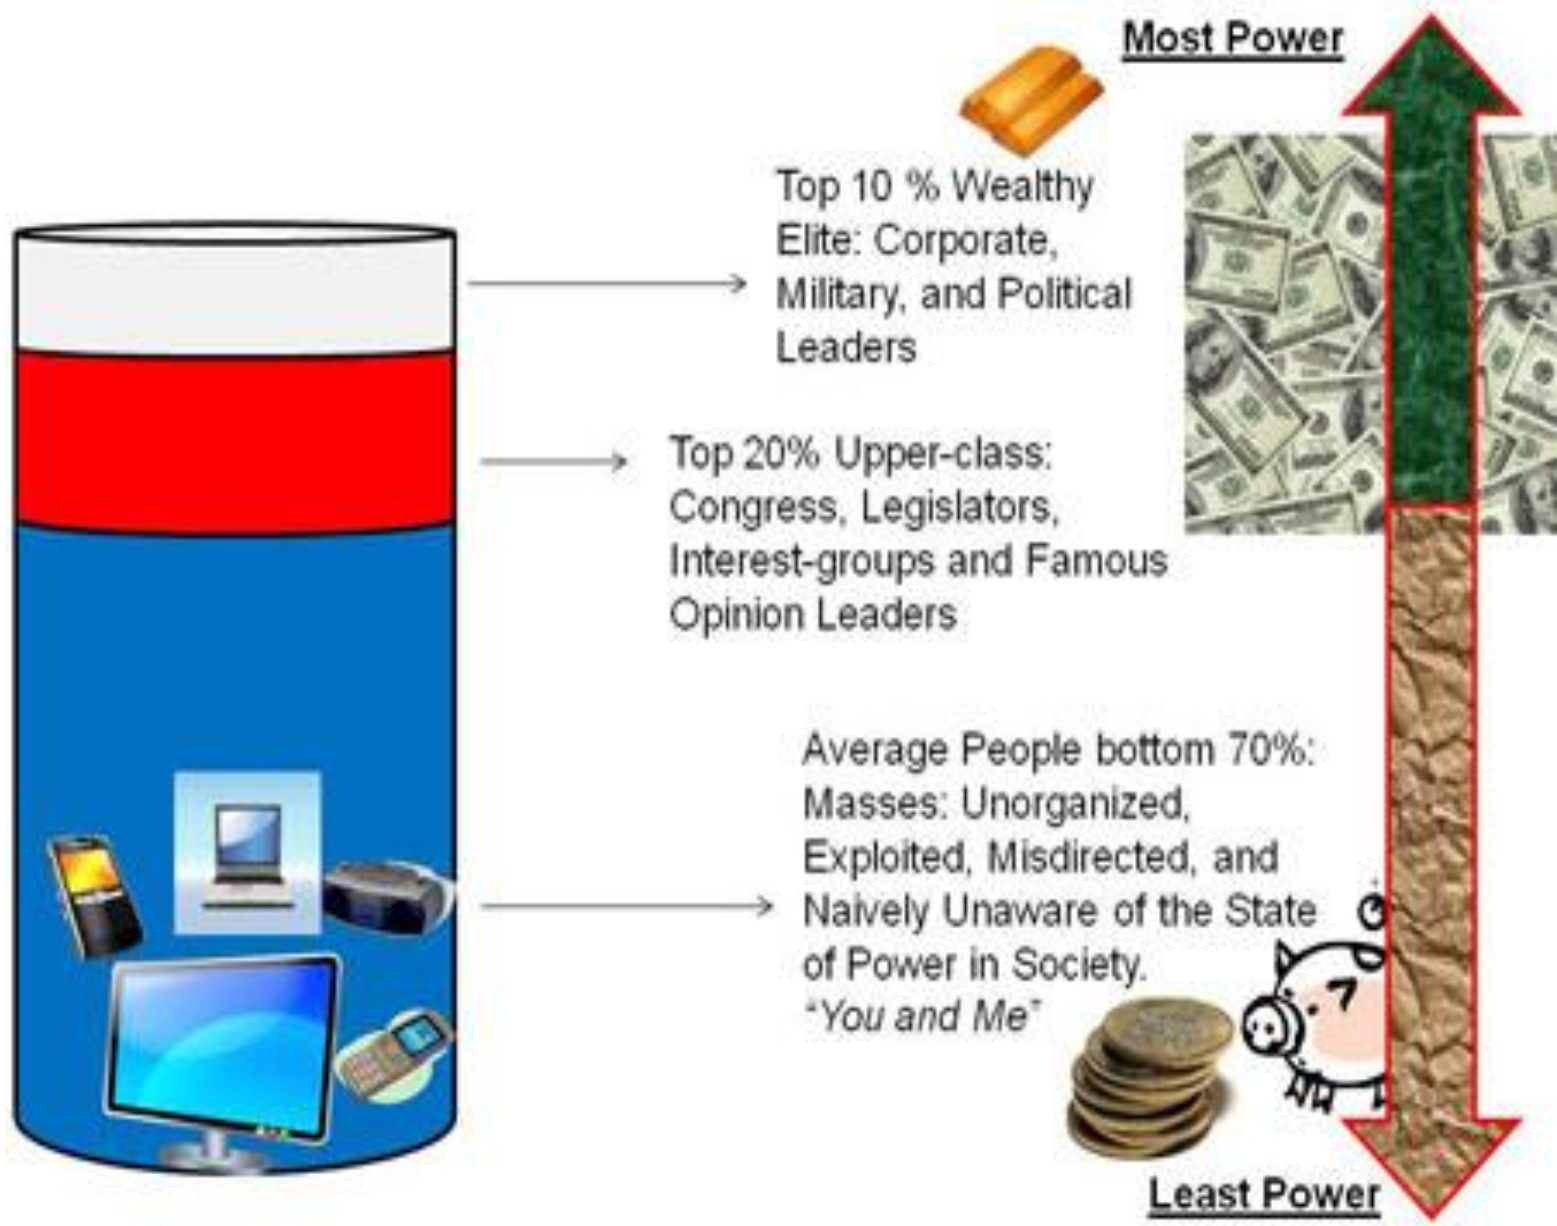 Most Power
Top 10 % Wealthy
Elite: Corporate,
Military, and Political
Leaders
Top 20% Upper-class:
Congress, Legislators,
Interest-groups and Famous
Opinion Leaders
Average People bottom 70%:
Masses: Unorganized,
Exploited, Misdirected, and
Naively Unaware of the State
of Power in Society.
"You and Me"
Least Power